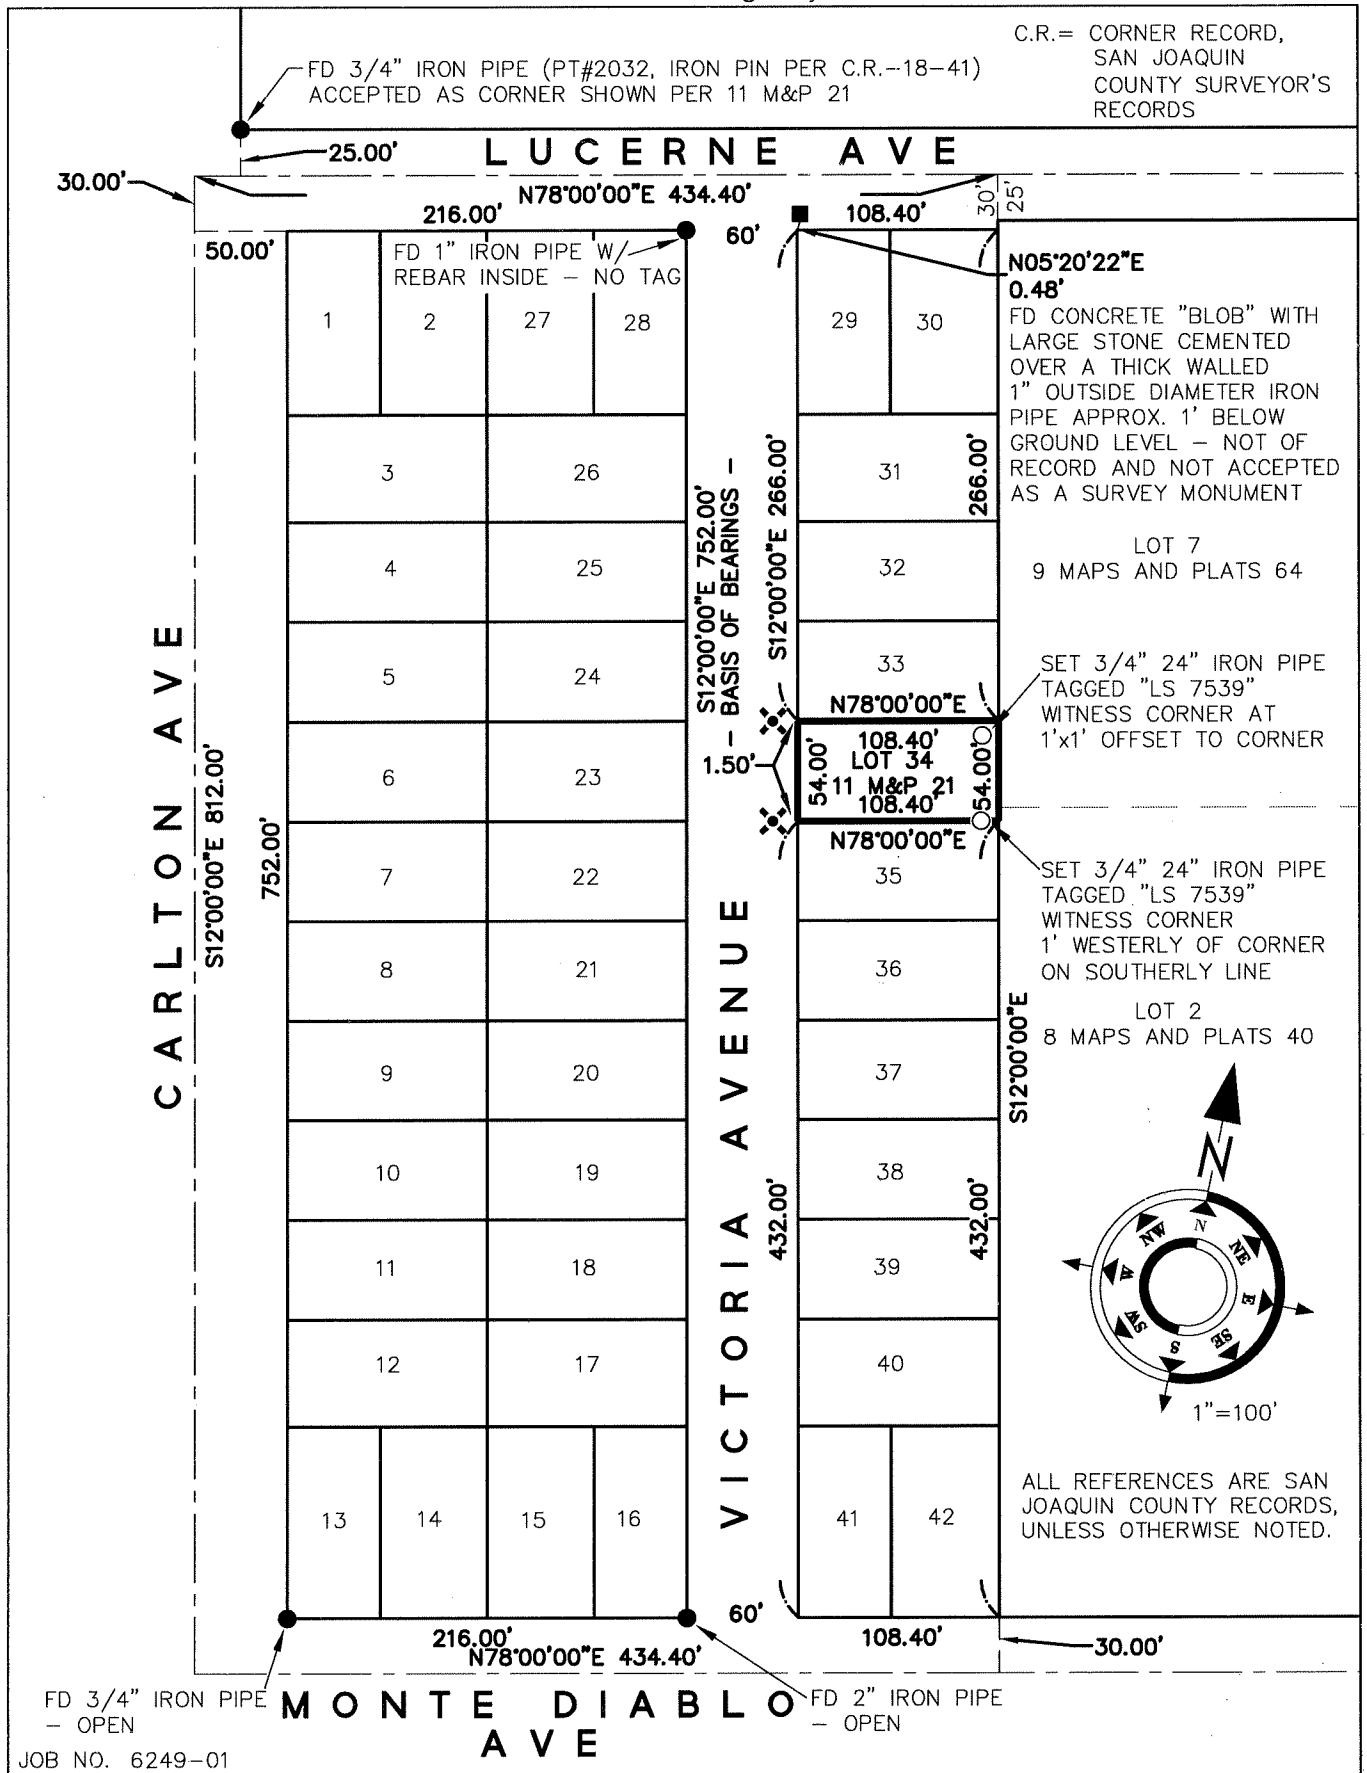 C.R.= CORNER RECORD,
SAN JOAQUIN
COUNTY SURVEYOR'S
RECORDS
FD 3/4" IRON PIPE (PT#2032, IRON PIN PER C.R.-18-41)
ACCEPTED AS CORNER SHOWN PER 11 M&P 21
25.00'
LUCERNE AVE
30.00'
N78°00'00"E 434.40'
216.00'
108.40'
30'
25'
50.00'
FD 1" IRON PIPE W/
REBAR INSIDE – NO TAG
60'
N05°20'22"E
0.48'
FD CONCRETE "BLOB" WITH
LARGE STONE CEMENTED
OVER A THICK WALLED
1" OUTSIDE DIAMETER IRON
PIPE APPROX. 1' BELOW
GROUND LEVEL – NOT OF
RECORD AND NOT ACCEPTED
AS A SURVEY MONUMENT
1
2
27
28
29
30
3
26
31
S12°00'00"E 752.00'
– BASIS OF BEARINGS –
S12°00'00"E 266.00'
266.00'
4
25
32
LOT 7
9 MAPS AND PLATS 64
5
24
33
SET 3/4" 24" IRON PIPE
TAGGED "LS 7539"
WITNESS CORNER AT
1'x1' OFFSET TO CORNER
N78°00'00"E
108.40'
1.50'
54.00'
LOT 34
11 M&P 21
54.00'
108.40'
N78°00'00"E
6
23
CARLTON AVE
S12°00'00"E 812.00'
752.00'
7
22
35
SET 3/4" 24" IRON PIPE
TAGGED "LS 7539"
WITNESS CORNER
1' WESTERLY OF CORNER
ON SOUTHERLY LINE
8
21
36
VICTORIA AVENUE
S12°00'00"E
LOT 2
8 MAPS AND PLATS 40
9
20
37
10
19
38
432.00'
432.00'
11
18
39
12
17
40
N
N
NE
E
SE
S
SW
W
NW
1"=100'
13
14
15
16
41
42
ALL REFERENCES ARE SAN
JOAQUIN COUNTY RECORDS,
UNLESS OTHERWISE NOTED.
60'
216.00'
108.40'
N78°00'00"E 434.40'
30.00'
FD 3/4" IRON PIPE
– OPEN
MONTE DIABLO
AVE
FD 2" IRON PIPE
– OPEN
JOB NO. 6249-01